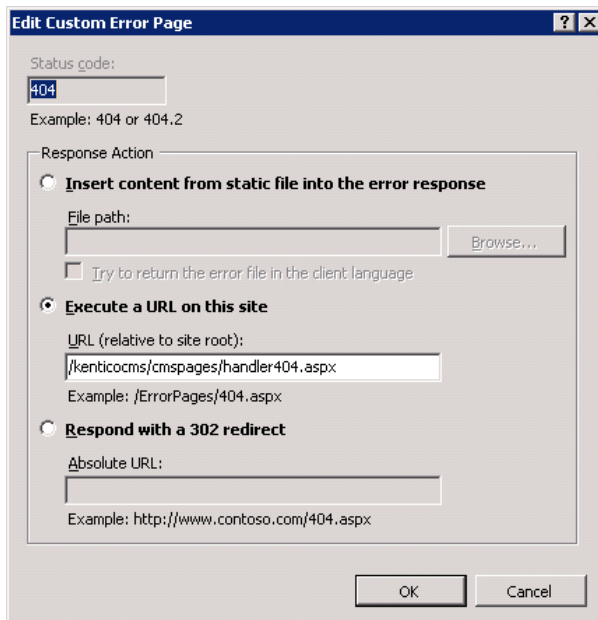 Edit Custom Error Page
Status code:
404
Example: 404 or 404.2
Response Action
Insert content from static file into the error response
File path:
Browse...
Try to return the error file in the client language
Execute a URL on this site
URL (relative to site root):
/kenticocms/cmspages/handler404.aspx
Example: /ErrorPages/404.aspx
Respond with a 302 redirect
Absolute URL:
Example: http://www.contoso.com/404.aspx
OK Cancel